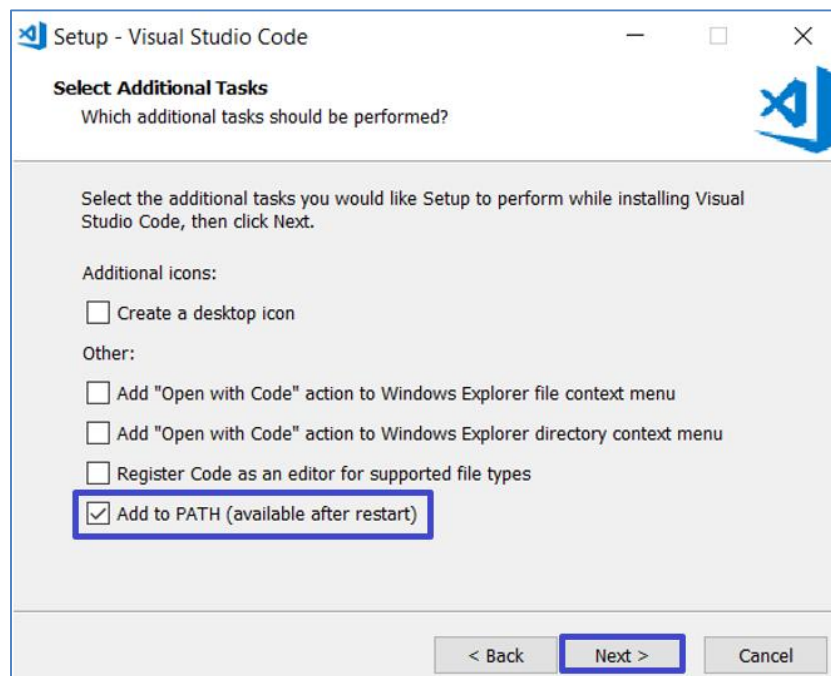 Setup - Visual Studio Code
Select Additional Tasks
Which additional tasks should be performed?
Select the additional tasks you would like Setup to perform while installing Visual
Studio Code, then click Next.
Additional icons:
Create a desktop icon
Other:
Add "Open with Code" action to Windows Explorer file context menu
Add "Open with Code" action to Windows Explorer directory context menu
Register Code as an editor for supported file types
Add to PATH (available after restart)
< Back Next > Cancel